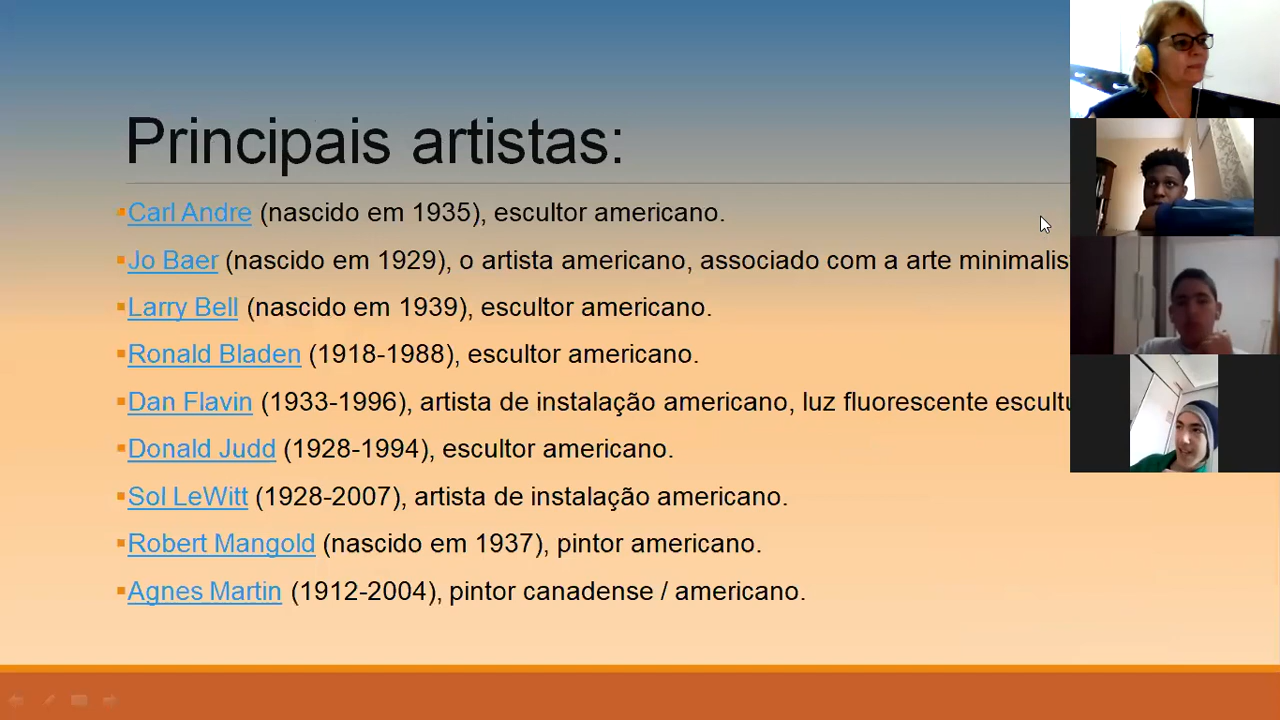 Principais artistas:
Carl Andre (nascido em 1935), escultor americano.
Jo Baer (nascido em 1929), o artista americano, associado com a arte
Larry Bell (nascido em 1939), escultor americano.
Ronald Bladen (1918-1988), escultor americano.
Dan Flavin (1933-1996), artista de instalação americano, luz fluorescente
Donald Judd (1928-1994), escultor americano.
Sol LeWitt (1928-2007), artista de instalação americano.
Robert Mangold (nascido em 1937), pintor americano.
Agnes Martin (1912-2004), pintor canadense / americano.